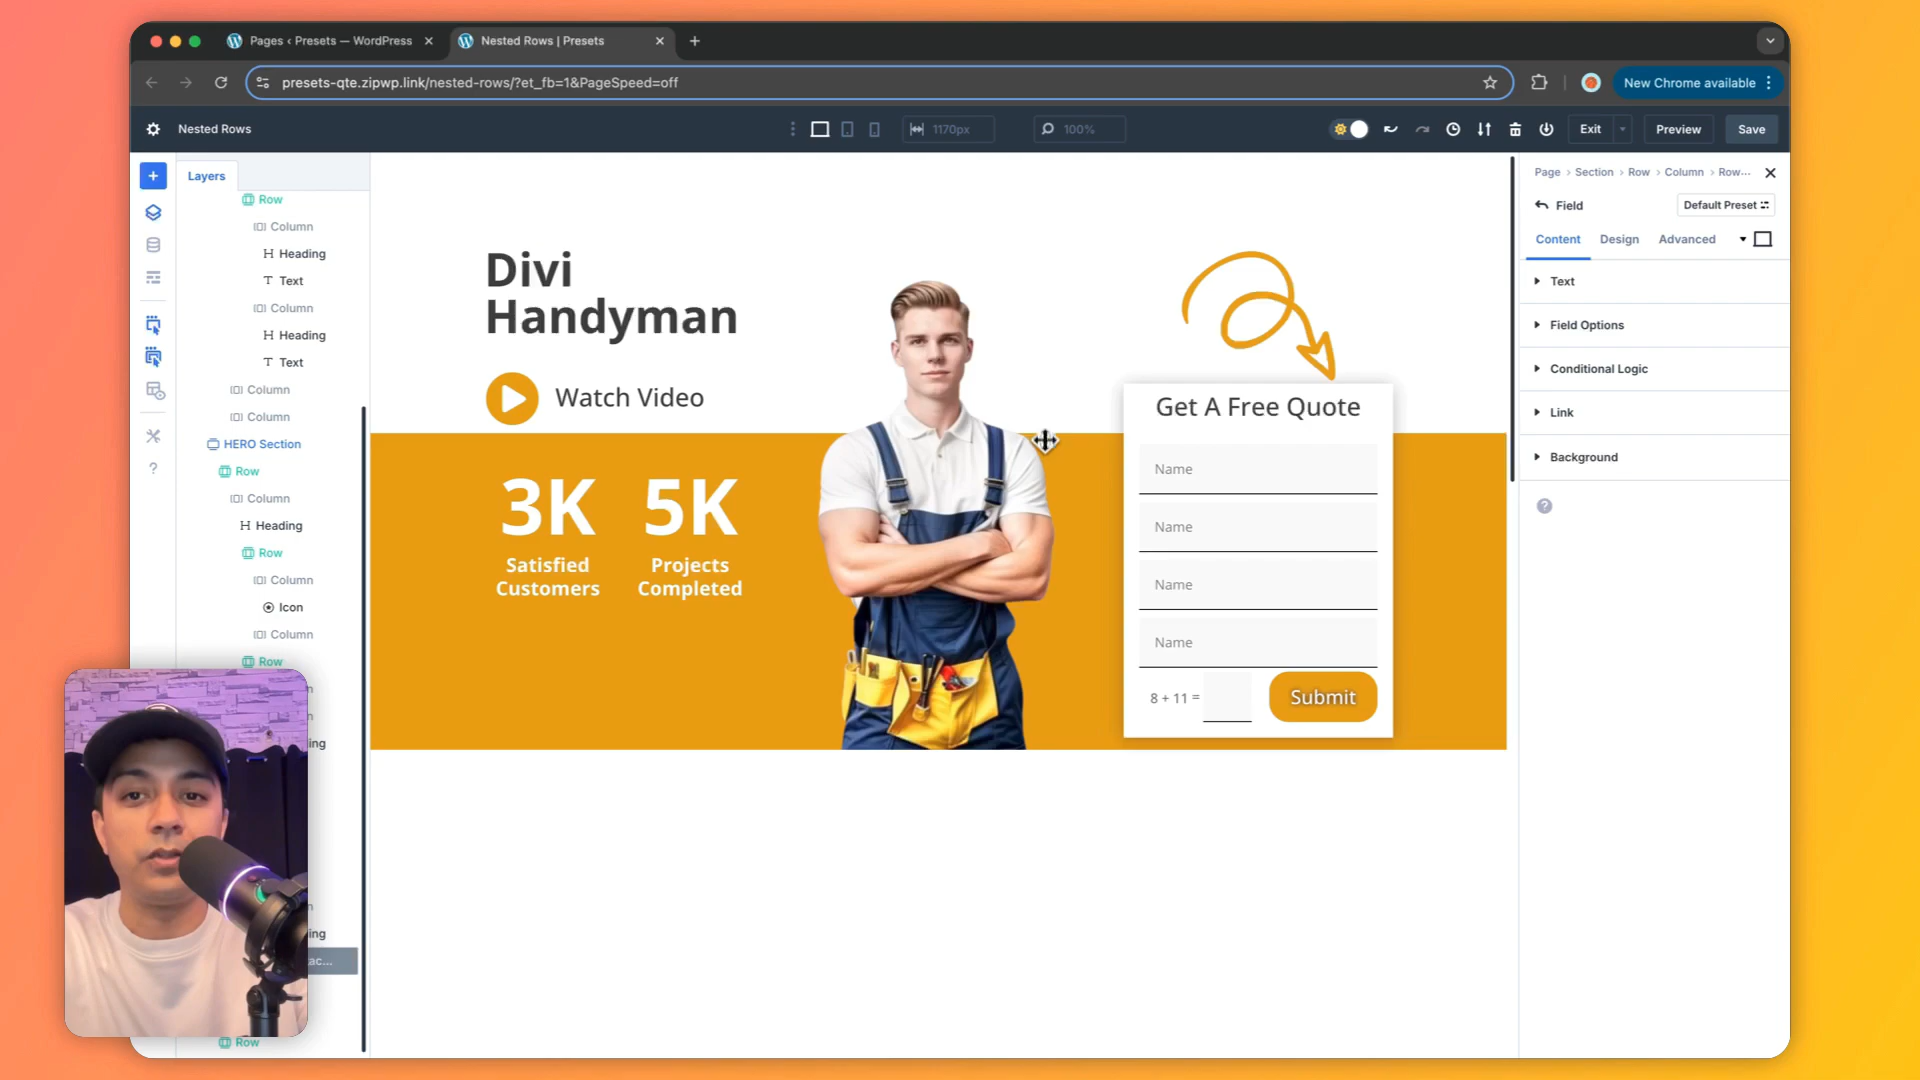 Pages ‹ Presets — WordPress
Nested Rows | Presets
presets-qte.zipwp.link/nested-rows/?et_fb=1&PageSpeed=off
New Chrome available
Nested Rows
1170px
100%
Exit
Preview
Save
Layers
Row
Column
Heading
Text
Column
Heading
Text
Column
Column
HERO Section
Row
Column
Heading
Row
Column
Icon
Column
Row
Row
Divi
Handyman
Watch Video
3K
Satisfied
Customers
5K
Projects
Completed
Get A Free Quote
Name
Name
Name
Name
8 + 11 =
Submit
Page › Section › Row › Column › Row...
Field
Default Preset
Content
Design
Advanced
Text
Field Options
Conditional Logic
Link
Background